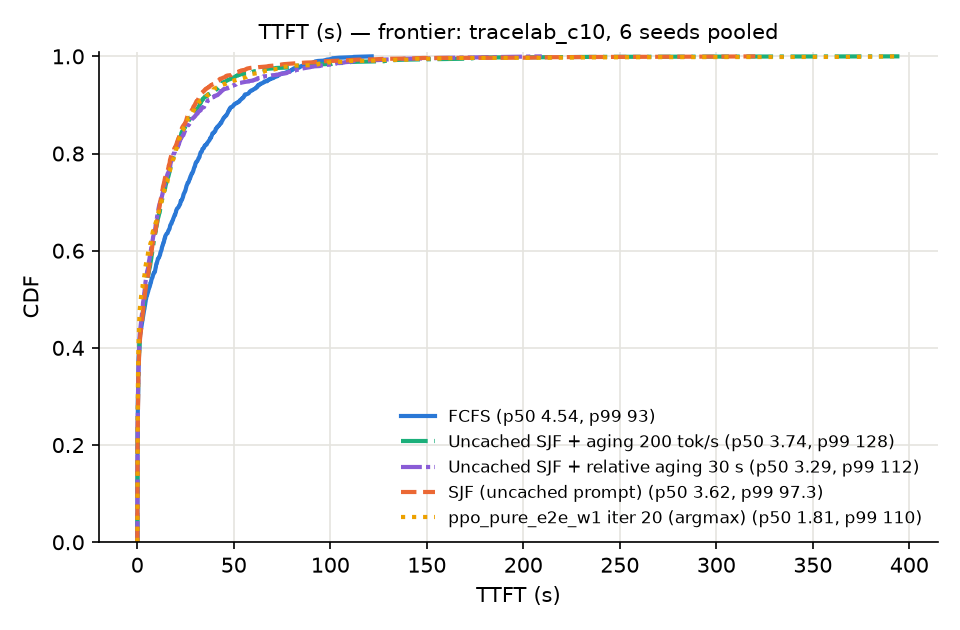 TTFT (s) — frontier: tracelab_c10, 6 seeds pooled
1.0
0.8
0.6
0.4
0.2
0.0
CDF
FCFS (p50 4.54, p99 93)
Uncached SJF + aging 200 tok/s (p50 3.74, p99 128)
Uncached SJF + relative aging 30 s (p50 3.29, p99 112)
SJF (uncached prompt) (p50 3.62, p99 97.3)
ppo_pure_e2e_w1 iter 20 (argmax) (p50 1.81, p99 110)
0 50 100 150 200 250 300 350 400
TTFT (s)